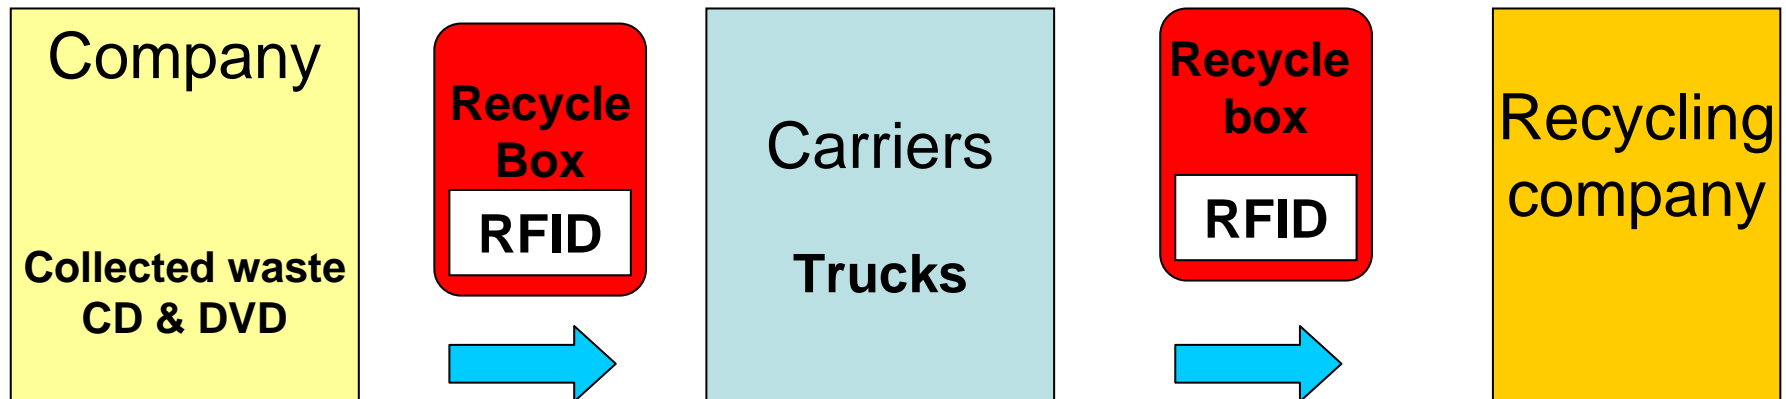 Company
Collected waste
CD & DVD
Recycle
Box
RFID
Carriers
Trucks
Recycle
box
RFID
Recycling
company